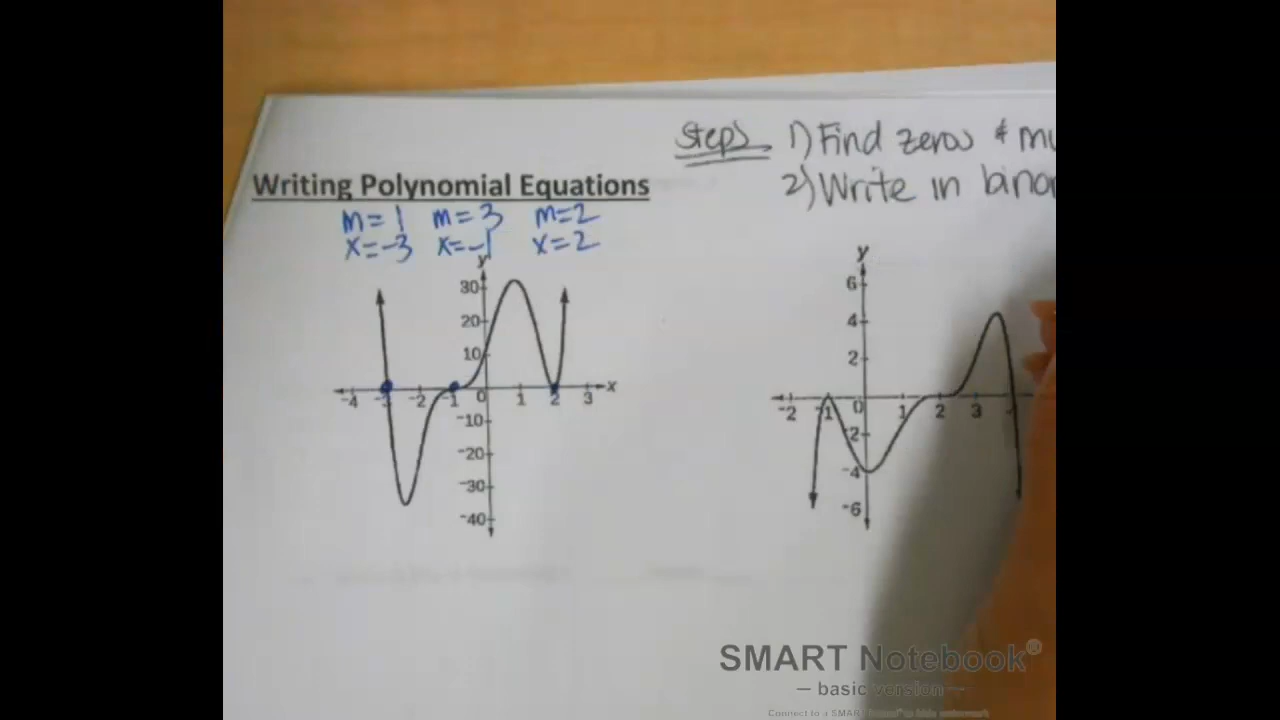 Steps 1) Find zeros & mu
2) Write in binor
Writing Polynomial Equations
m=1 m=3 m=2
x=-3 x=-1 x=2
y
30
20
10
-4 -3 -2 -1 0 1 2 3 x
-10
-20
-30
-40
y
6
4
2
-2 -1 0 1 2 3
-2
-4
-6
SMART Notebook®
— basic version —